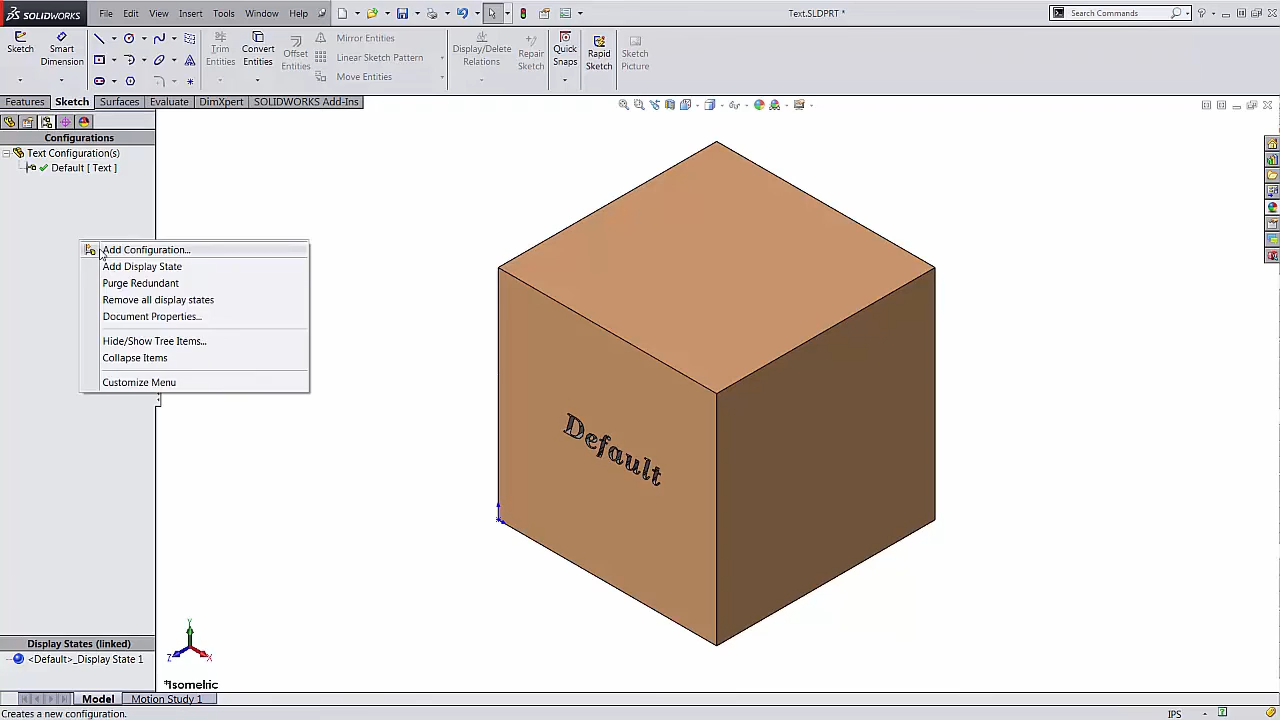 SOLIDWORKS
File Edit View Insert Tools Window Help
Text.SLDPRT *
Search Commands
Sketch
Smart Dimension
Trim Entities
Convert Entities
Offset Entities
Mirror Entities
Linear Sketch Pattern
Move Entities
Display/Delete Relations
Repair Sketch
Quick Snaps
Rapid Sketch
Sketch Picture
Features Sketch Surfaces Evaluate DimXpert SOLIDWORKS Add-Ins
Configurations
Text Configuration(s)
Default [ Text ]
Add Configuration...
Add Display State
Purge Redundant
Remove all display states
Document Properties...
Hide/Show Tree Items...
Collapse Items
Customize Menu
Default
Display States (linked)
<Default>_Display State 1
Y
Z
X
*Isometric
Model Motion Study 1
Creates a new configuration.
IPS